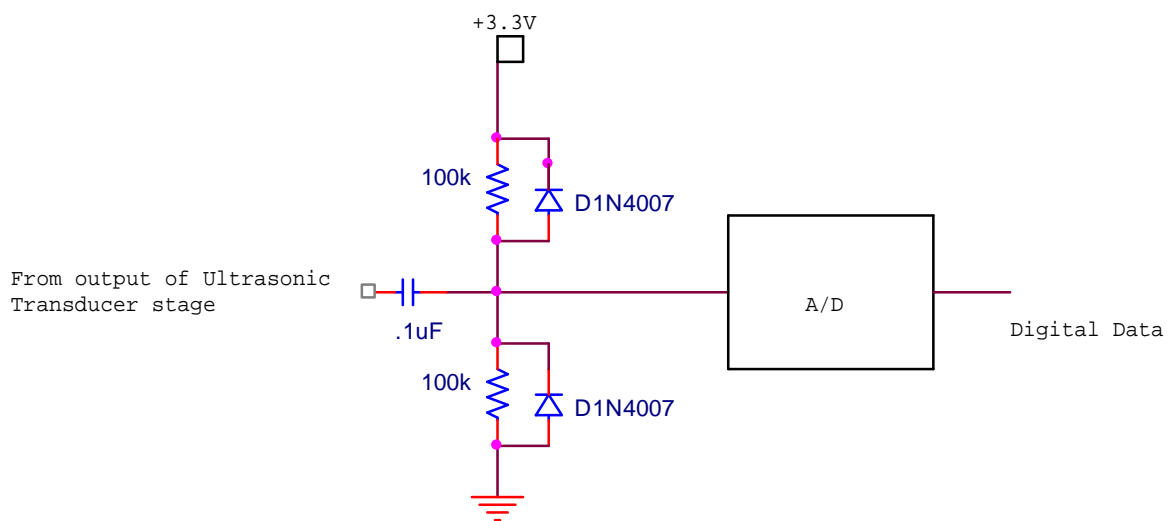 +3.3V
100k
D1N4007
From output of Ultrasonic
Transducer stage
.1uF
A/D
Digital Data
100k
D1N4007